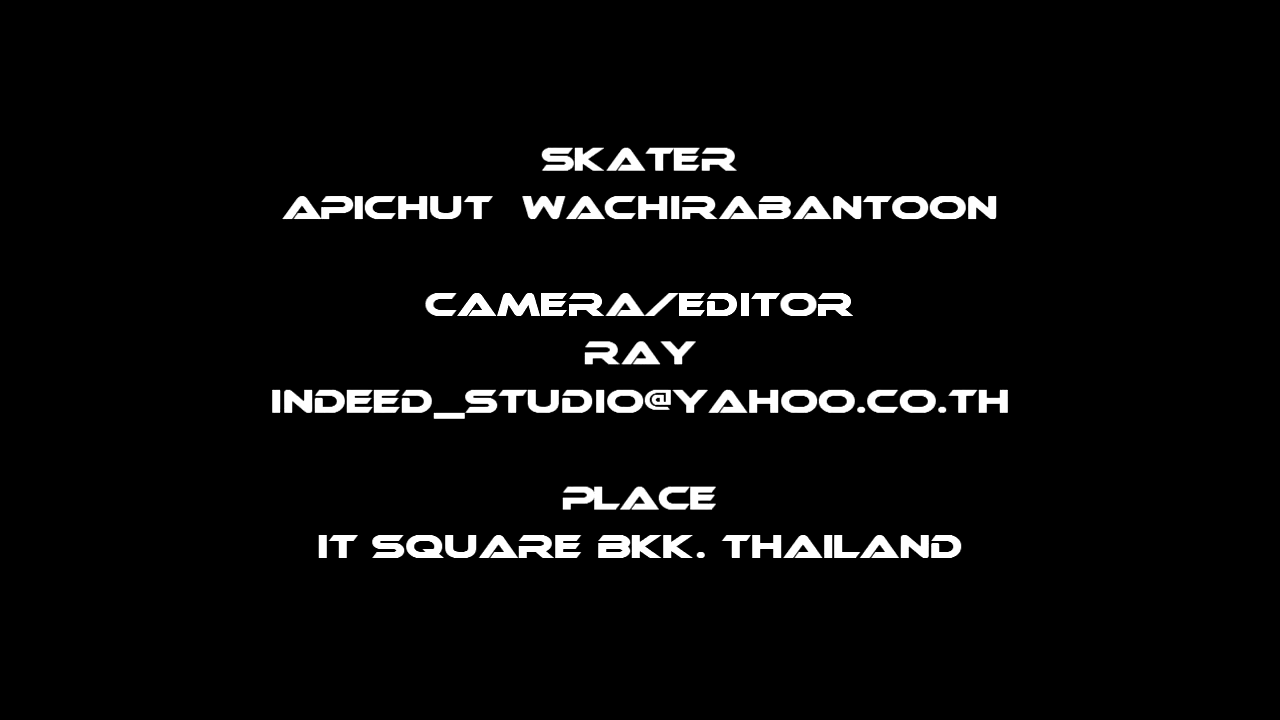 SKATER
APICHUT WACHIRABANTOON
CAMERA/EDITOR
RAY
INDEED_STUDIO@YAHOO.CO.TH
PLACE
IT SQUARE BKK. THAILAND